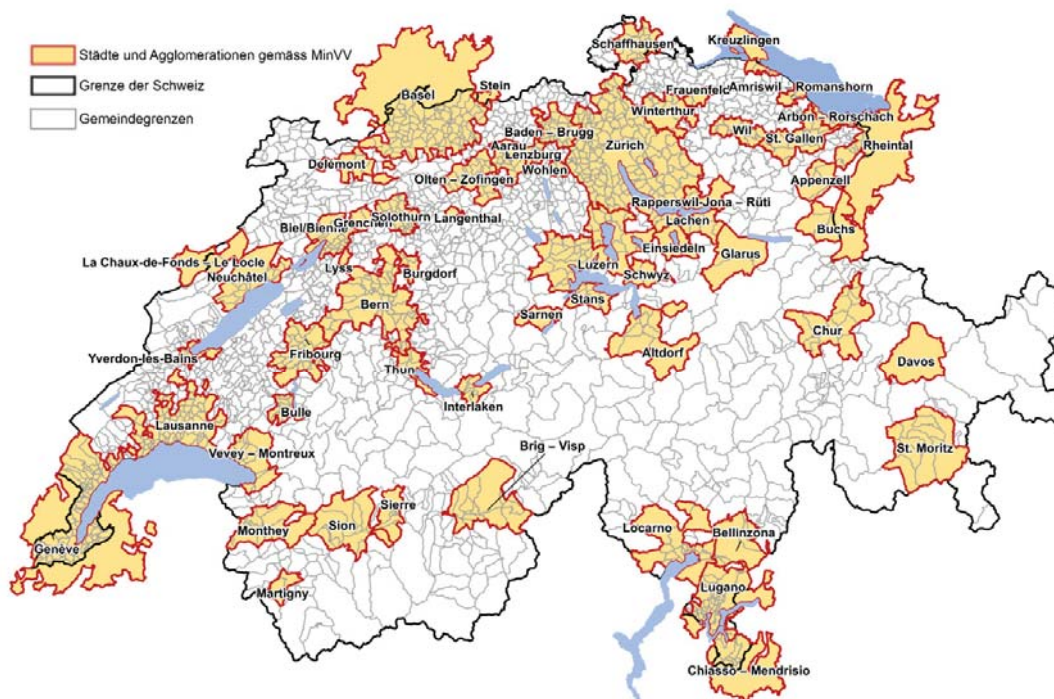 Städte und Agglomerationen gemäss MinVV
Grenze der Schweiz
Gemeindegrenzen
Schaffhausen
Kreuzlingen
Basel
Stein
Frauenfeld
Amriswil
Romanshorn
Winterthur
Arbon – Rorschach
Baden – Brugg
Aarau
Lenzburg
Wohlen
Zürich
Wil
St. Gallen
Rheintal
Delémont
Olten – Zofingen
Appenzell
Rapperswil-Jona – Rüti
Biel/Bienne
Grenchen
Solothurn
Langenthal
Lachen
Buchs
La Chaux-de-Fonds – Le Locle
Neuchâtel
Lyss
Burgdorf
Luzern
Einsiedeln
Schwyz
Glarus
Bern
Stans
Sarnen
Chur
Altdorf
Yverdon-les-Bains
Fribourg
Thun
Davos
Interlaken
Bulle
Lausanne
Vevey – Montreux
Brig – Visp
St. Moritz
Monthey
Sion
Sierre
Locarno
Bellinzona
Genève
Martigny
Lugano
Chiasso – Mendrisio